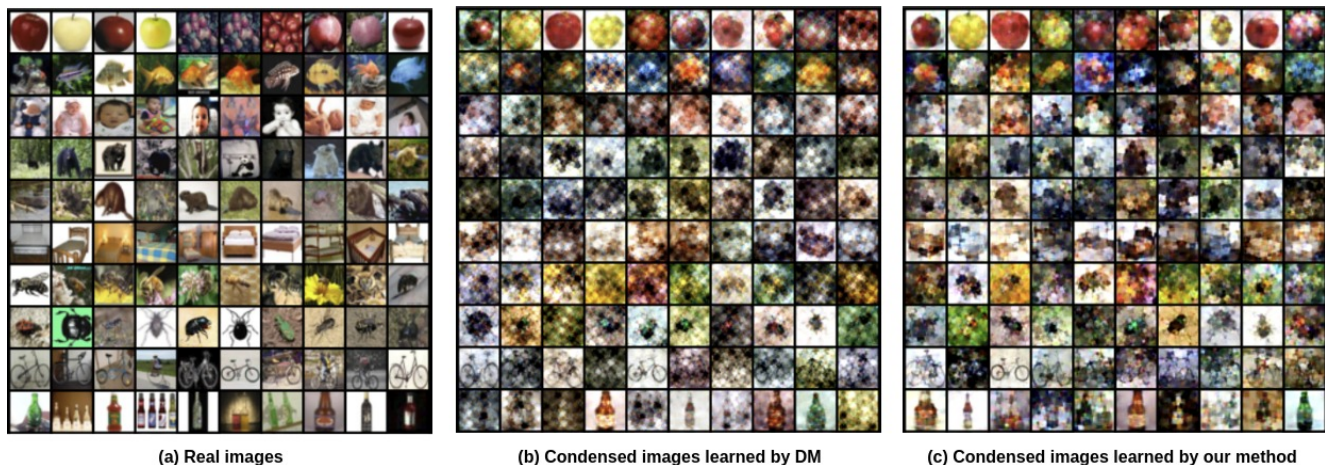 (a) Real images
(b) Condensed images learned by DM
(c) Condensed images learned by our method